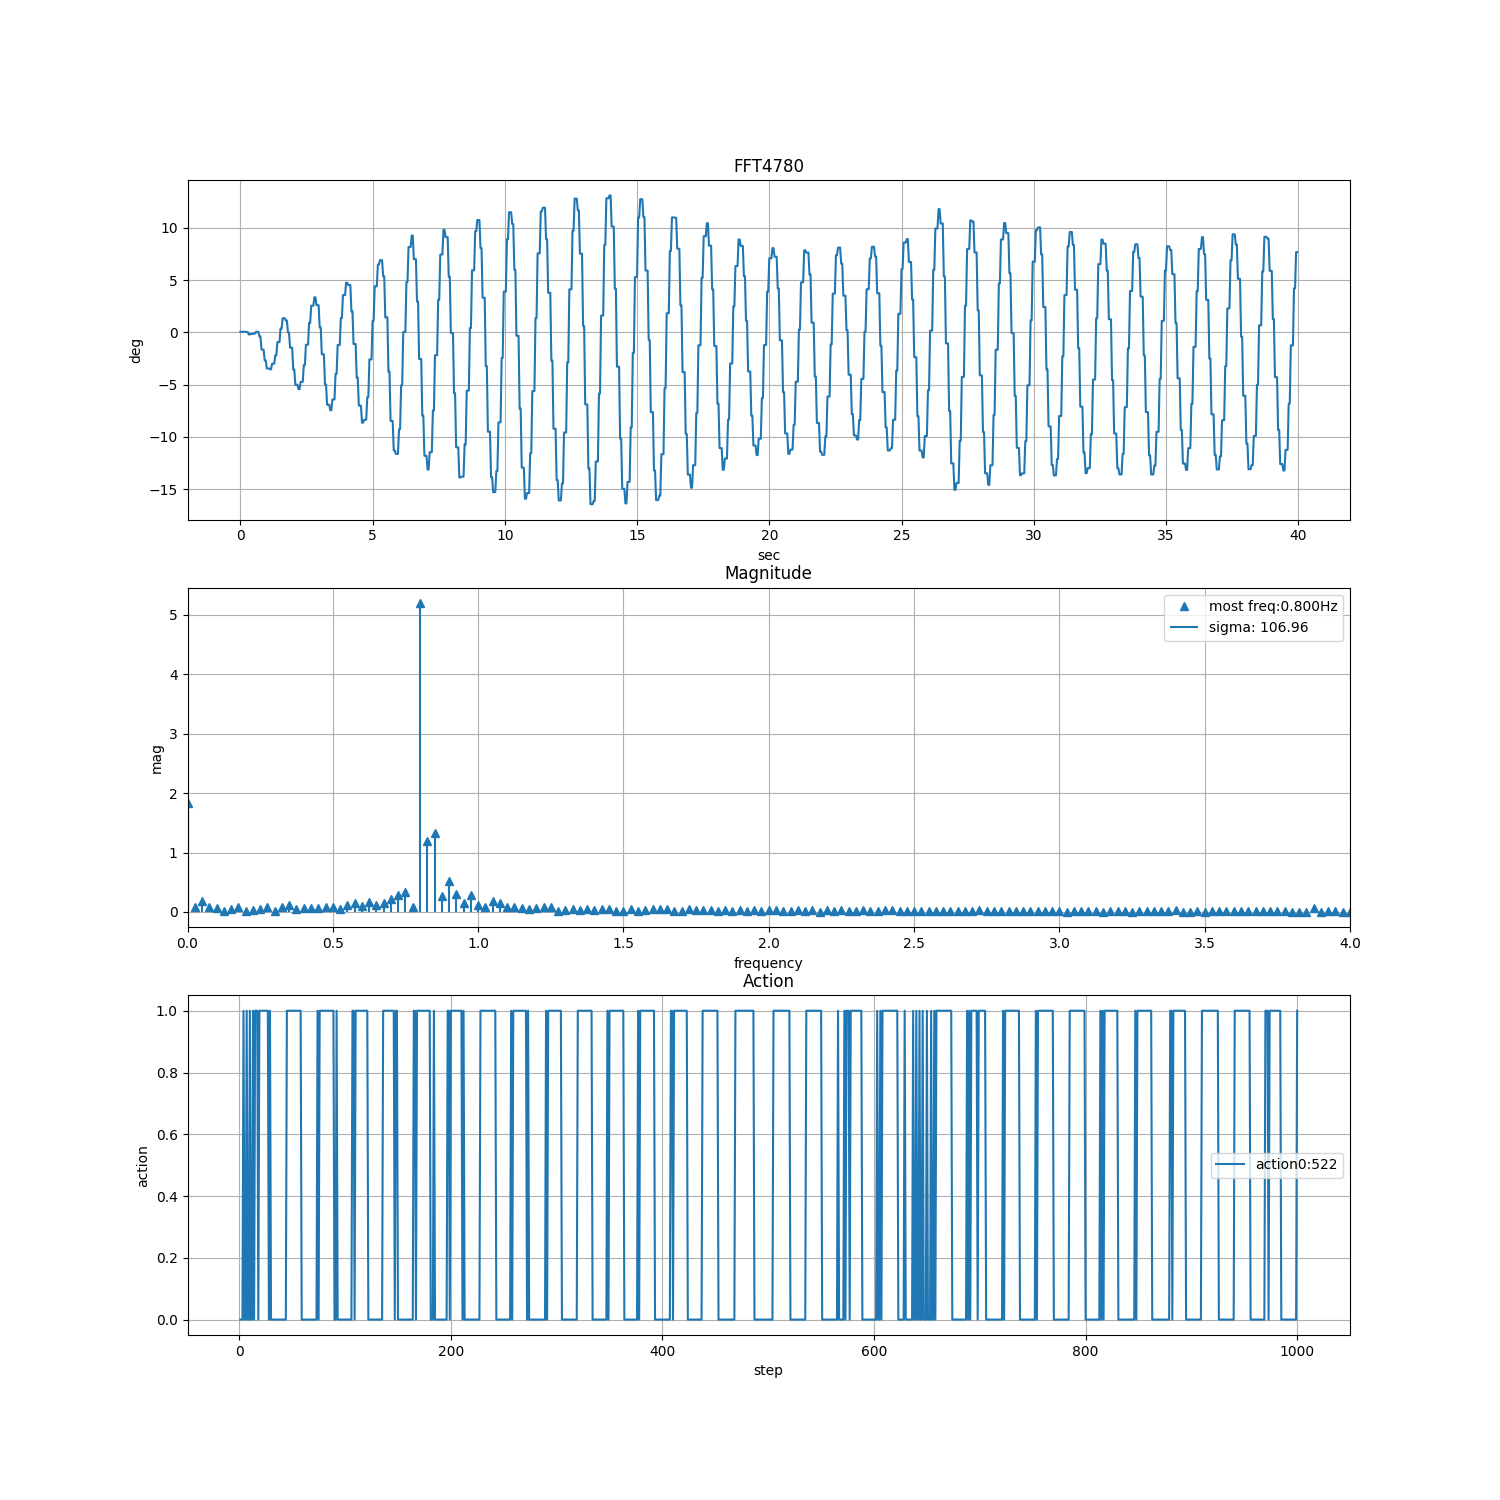 FFT4780
10
5
0
−5
−10
−15
deg
0 5 10 15 20 25 30 35 40
sec
Magnitude
most freq:0.800Hz
sigma: 106.96
5
4
3
2
1
0
mag
0.0 0.5 1.0 1.5 2.0 2.5 3.0 3.5 4.0
frequency
Action
1.0
0.8
0.6
0.4
0.2
0.0
action
action0:522
0 200 400 600 800 1000
step